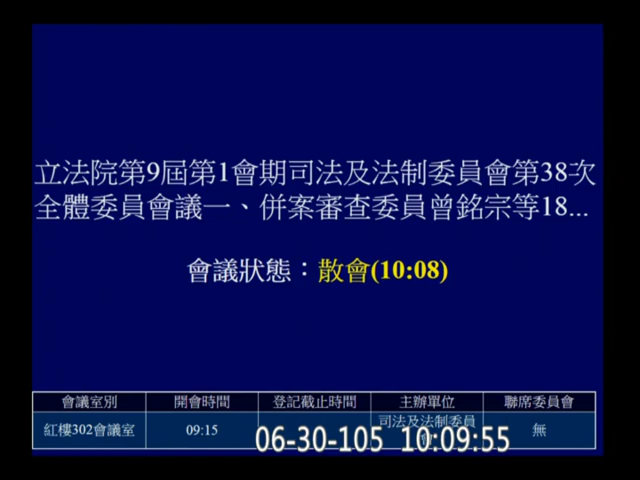 立法院第9屆第1會期司法及法制委員會第38次
全體委員會議一、併案審查委員曾銘宗等18...
會議狀態：散會(10:08)
會議室別 開會時間 登記截止時間 主辦單位 聯席委員會
紅樓302會議室 09:15 司法及法制委員會 無
06-30-105 10:09:55